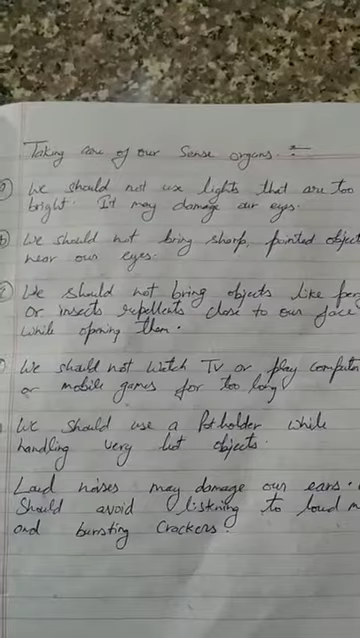 Taking care of our Sense organs :-
a) We should not use lights that are too
bright. It may damage our eyes.
b) We should not bring sharp, pointed object
near our eyes.
c) We should not bring objects like
or insects repellents close to our face
while opening them.
We should not watch TV or play computer
or mobile games for too long
We should use a Potholder while
handling very hot objects.
Loud noises may damage our ears.
Should avoid listening to loud
and bursting crackers.